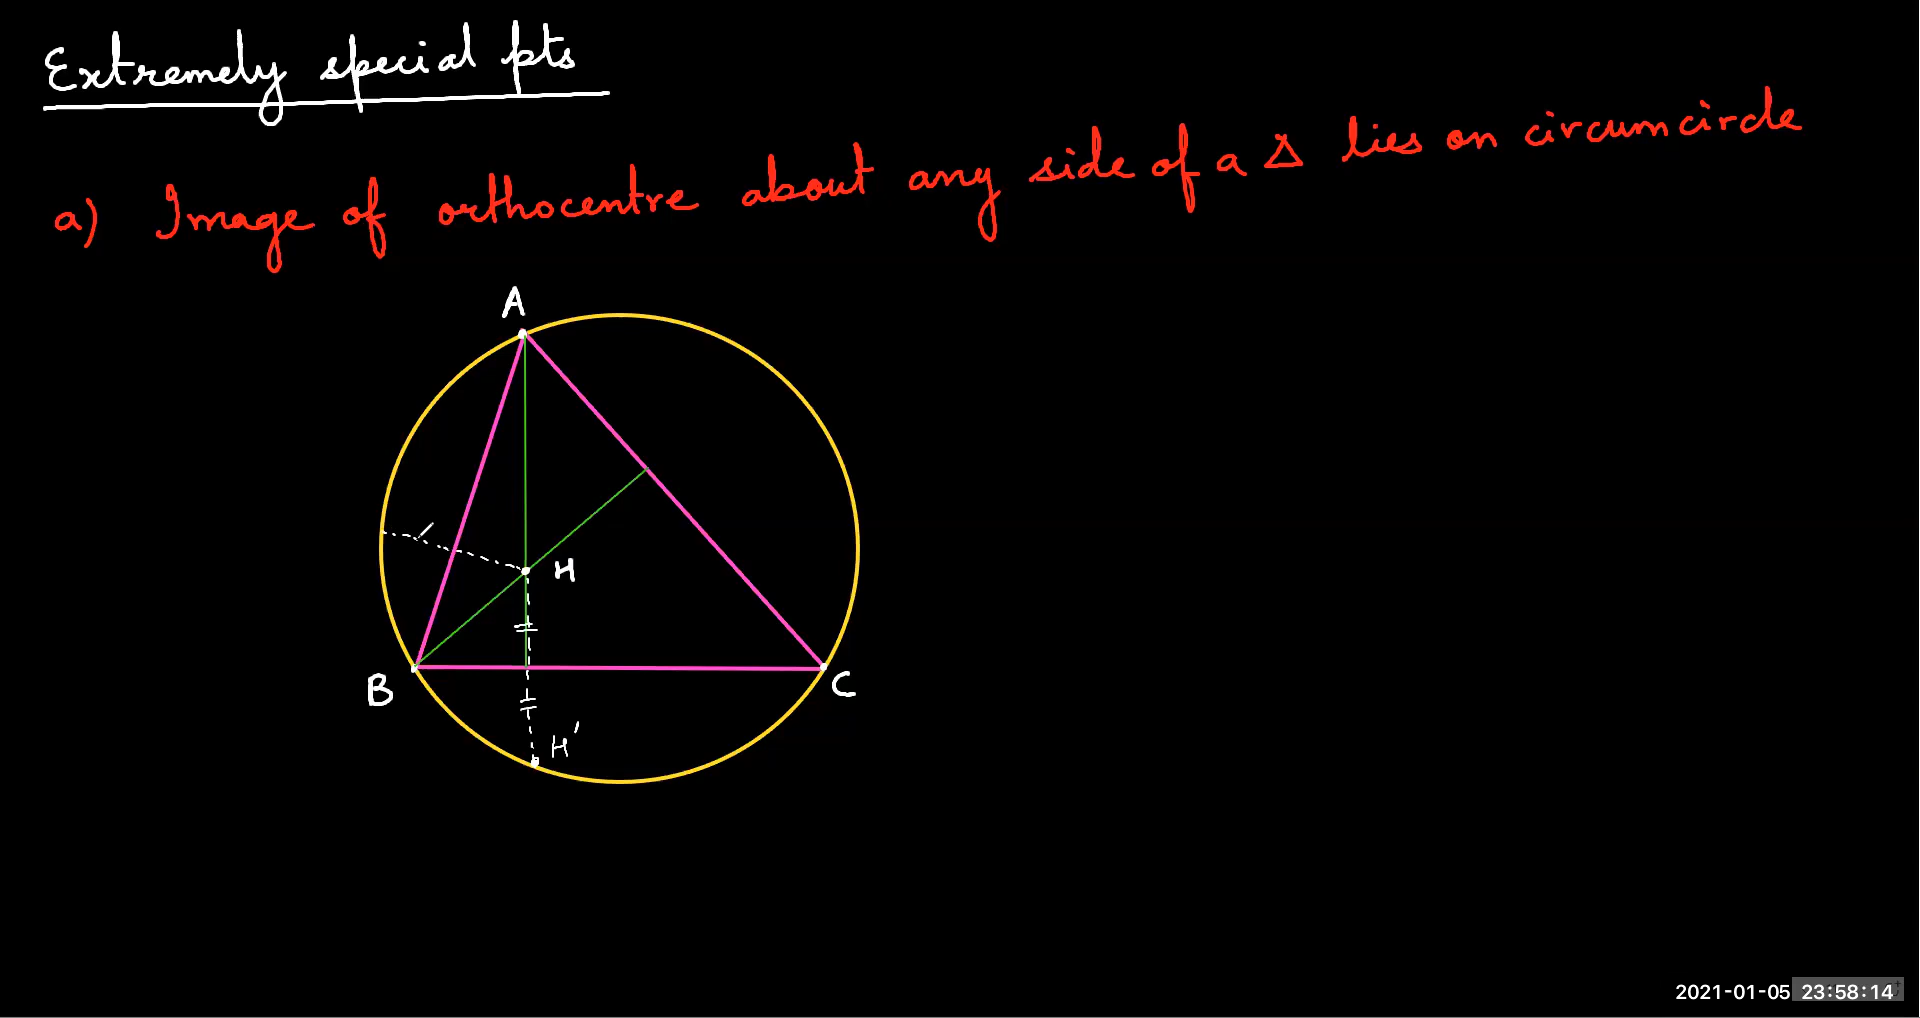 Extremely special pts
a) Image of orthocentre about any side of a Δ lies on circumcircle
A
H
B
C
H'
2021-01-05 23:58:14